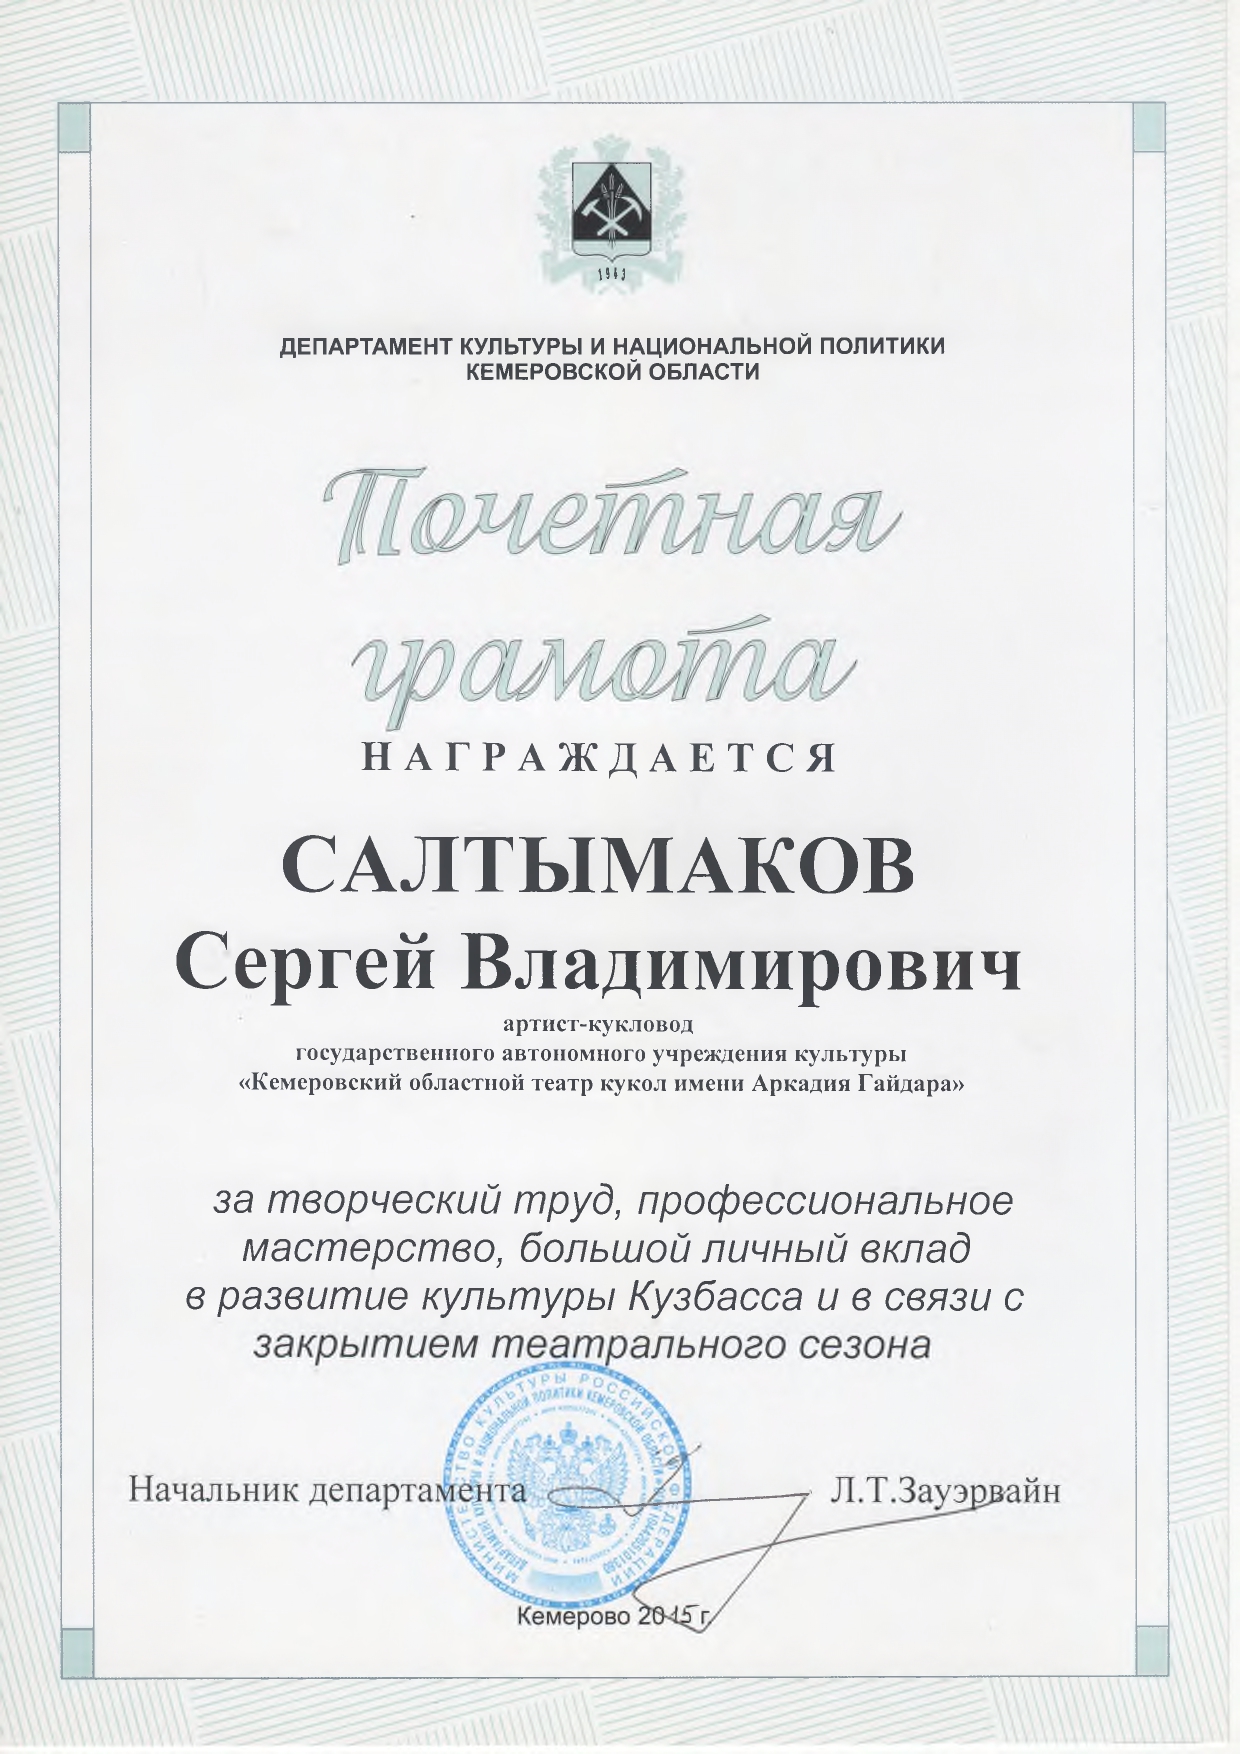 1943
ДЕПАРТАМЕНТ КУЛЬТУРЫ И НАЦИОНАЛЬНОЙ ПОЛИТИКИ
КЕМЕРОВСКОЙ ОБЛАСТИ
Почетная
грамота
НАГРАЖДАЕТСЯ
САЛТЫМАКОВ
Сергей Владимирович
артист-кукловод
государственного автономного учреждения культуры
«Кемеровский областной театр кукол имени Аркадия Гайдара»
за творческий труд, профессиональное
мастерство, большой личный вклад
в развитие культуры Кузбасса и в связи с
закрытием театрального сезона
МИНИСТЕРСТВО КУЛЬТУРЫ РОССИЙСКОЙ ФЕДЕРАЦИИ
ДЕПАРТАМЕНТ КУЛЬТУРЫ И НАЦИОНАЛЬНОЙ ПОЛИТИКИ КЕМЕРОВСКОЙ ОБЛАСТИ
Начальник департамента Л.Т.Зауэрвайн
Кемерово 2015 г.